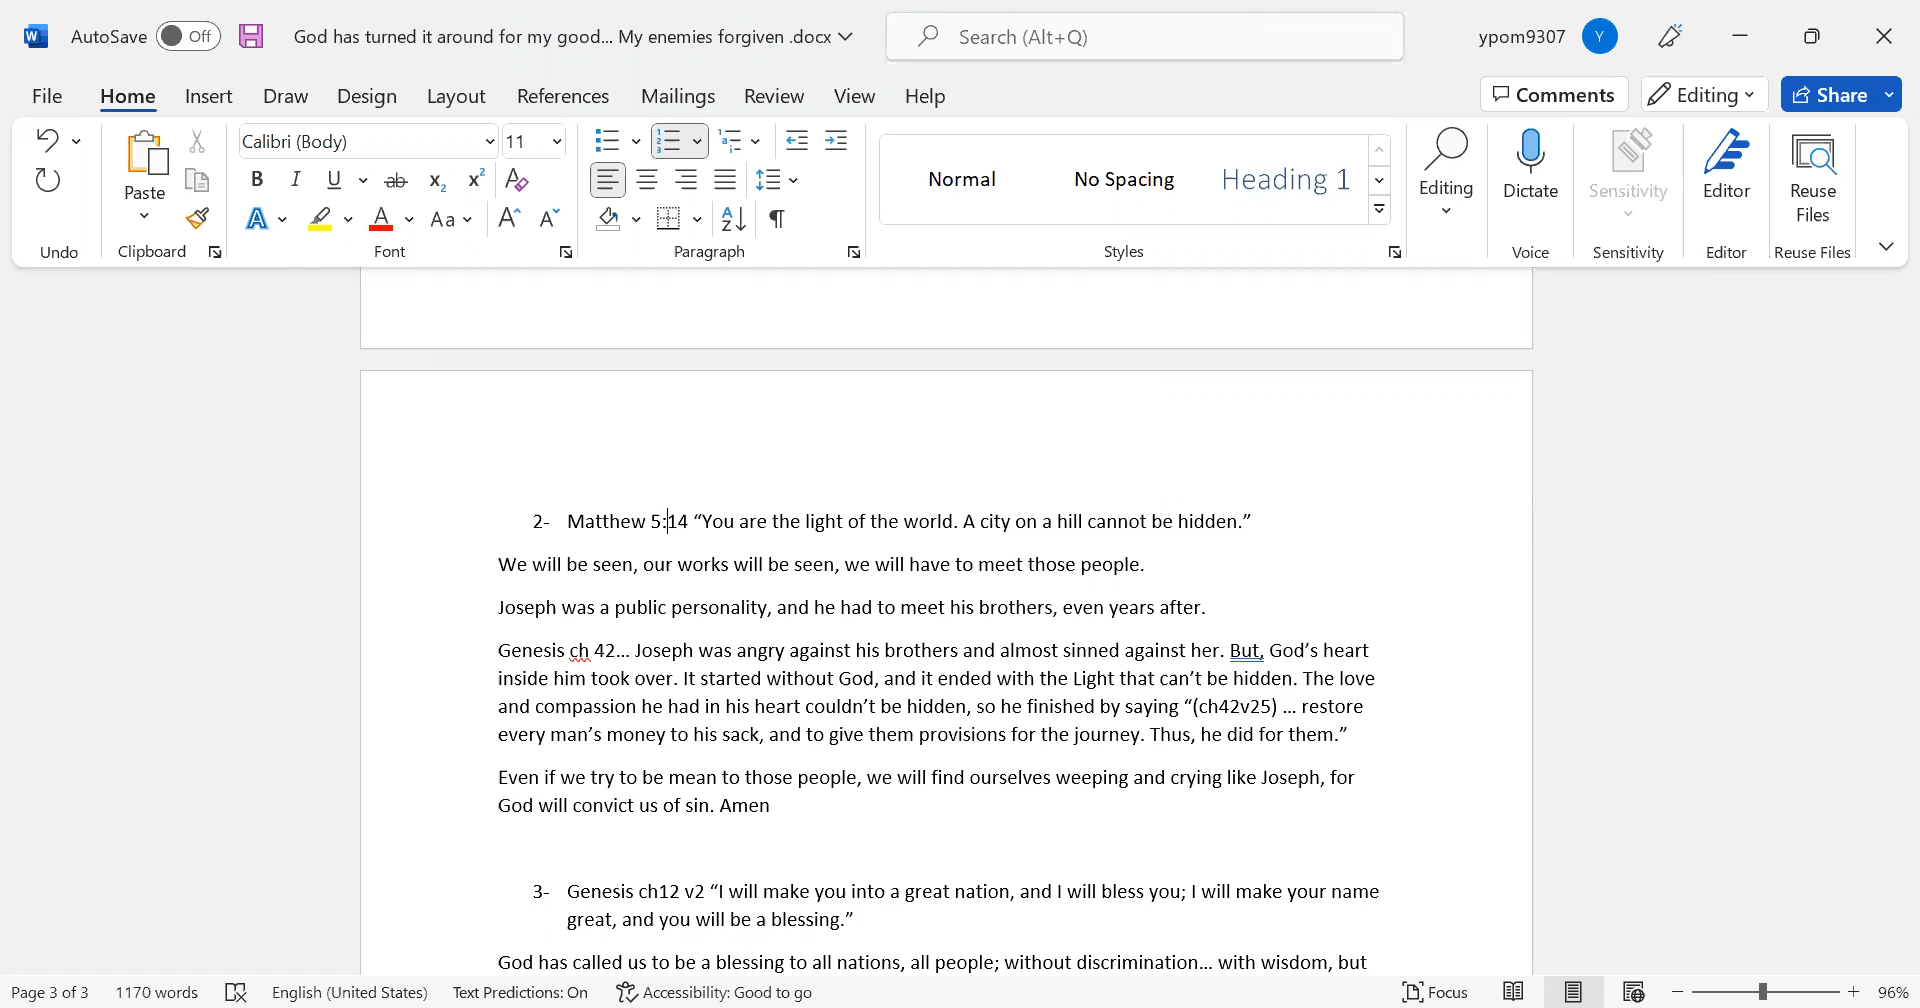 AutoSave Off God has turned it around for my good... My enemies forgiven .docx Search (Alt+Q) ypom9307 Y
File Home Insert Draw Design Layout References Mailings Review View Help Comments Editing Share
Calibri (Body) 11
Paste
Normal No Spacing Heading 1
Editing Dictate Sensitivity Editor Reuse Files
Undo Clipboard Font Paragraph Styles Voice Sensitivity Editor Reuse Files
2- Matthew 5:14 “You are the light of the world. A city on a hill cannot be hidden.”
We will be seen, our works will be seen, we will have to meet those people.
Joseph was a public personality, and he had to meet his brothers, even years after.
Genesis ch 42… Joseph was angry against his brothers and almost sinned against her. But, God’s heart
inside him took over. It started without God, and it ended with the Light that can’t be hidden. The love
and compassion he had in his heart couldn’t be hidden, so he finished by saying “(ch42v25) … restore
every man’s money to his sack, and to give them provisions for the journey. Thus, he did for them.”
Even if we try to be mean to those people, we will find ourselves weeping and crying like Joseph, for
God will convict us of sin. Amen
3- Genesis ch12 v2 “I will make you into a great nation, and I will bless you; I will make your name
great, and you will be a blessing.”
God has called us to be a blessing to all nations, all people; without discrimination… with wisdom, but
Page 3 of 3 1170 words English (United States) Text Predictions: On Accessibility: Good to go Focus 96%